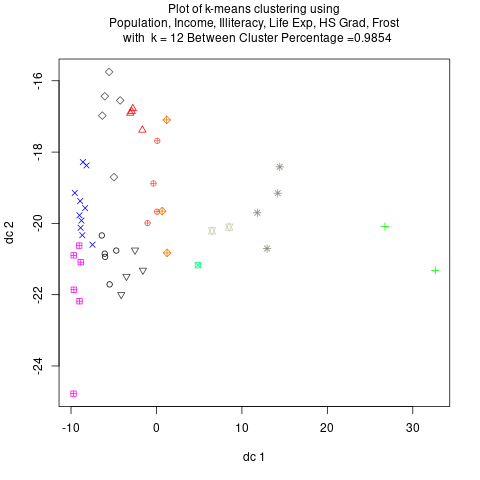 Plot of k-means clustering using
Population, Income, Illiteracy, Life Exp, HS Grad, Frost
with k = 12 Between Cluster Percentage =0.9854
-16
-18
-20
-22
-24
dc 2
-10 0 10 20 30
dc 1